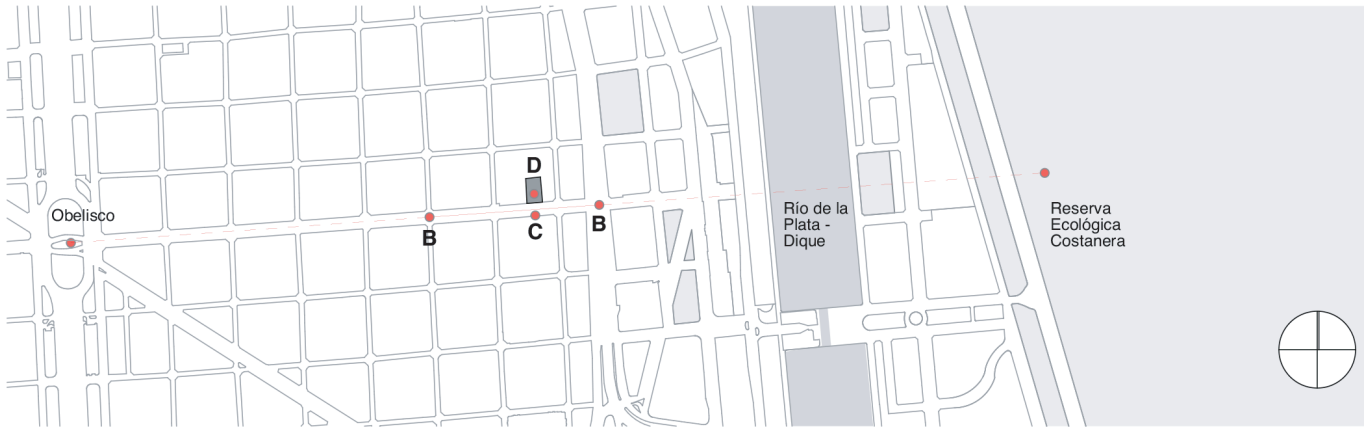 D
Obelisco
B
C
B
Río de la
Plata -
Dique
Reserva
Ecológica
Costanera